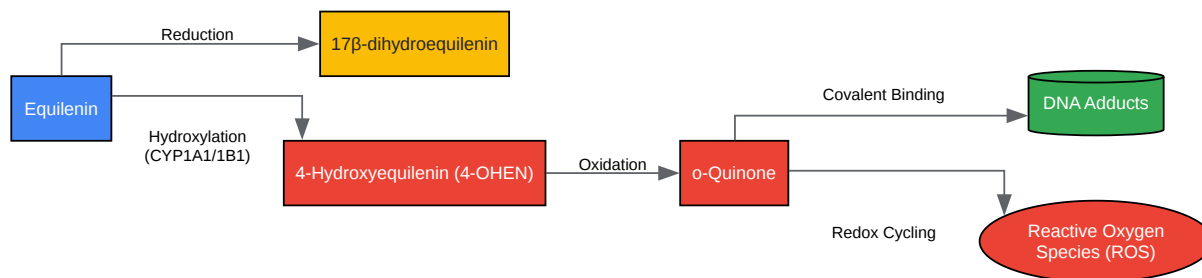 Reduction
17β-dihydroequilenin
Equilenin
Hydroxylation
(CYP1A1/1B1)
4-Hydroxyequilenin (4-OHEN)
Oxidation
o-Quinone
Covalent Binding
DNA Adducts
Redox Cycling
Reactive Oxygen
Species (ROS)